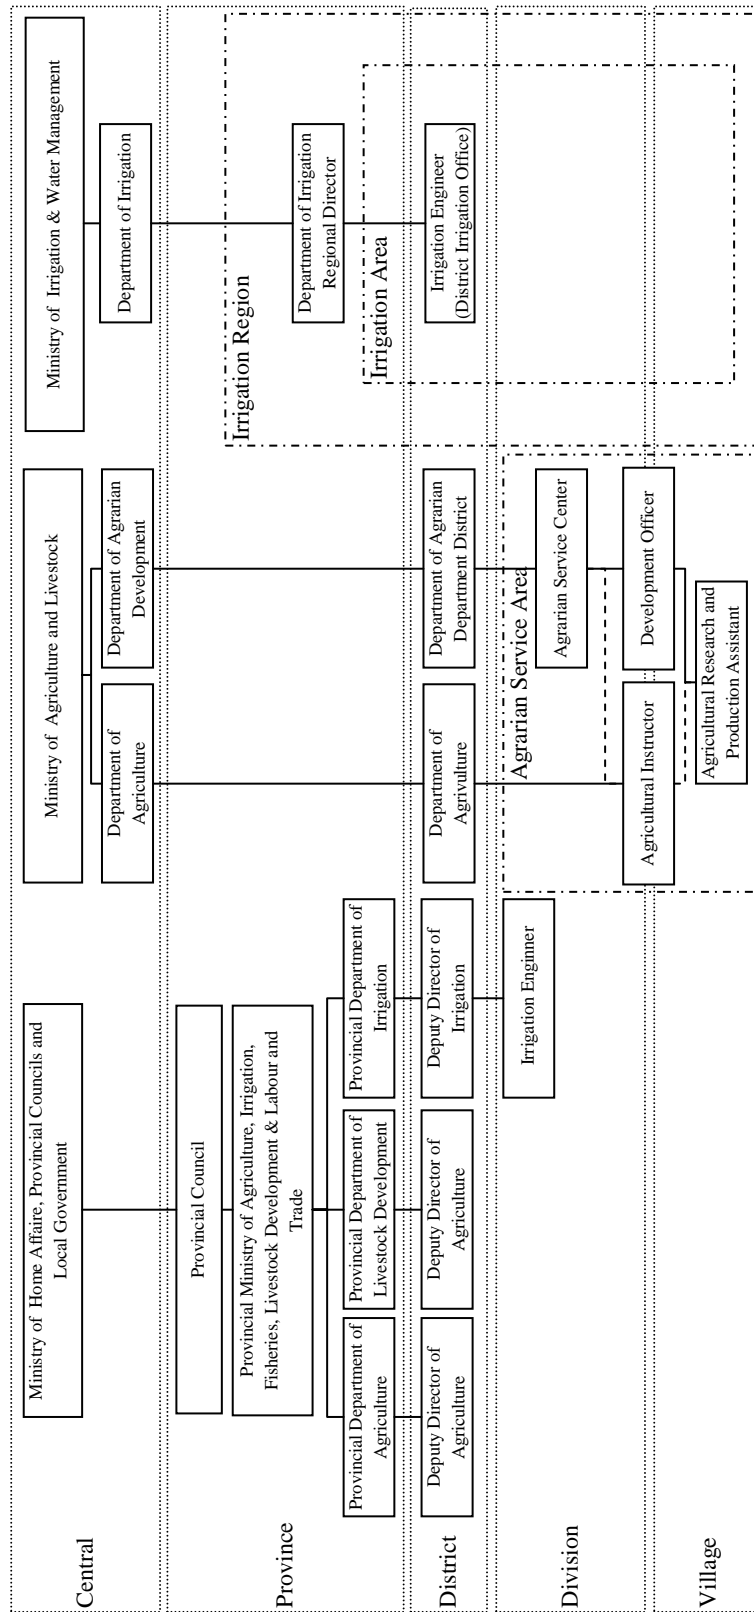 Central
Ministry of Home Affaire, Provincial Councils and
Local Government
Ministry of Agriculture and Livestock
Ministry of Irrigation & Water Management
Department of
Agriculture
Department of Agrarian
Development
Department of Irrigation
Province
Provincial Council
Provincial Ministry of Agriculture, Irrigation,
Fisheries, Livestock Development & Labour and
Trade
Provincial Department of
Agriculture
Provincial Department of
Livestock Development
Provincial Department of
Irrigation
Irrigation Region
Department of Irrigation
Regional Director
Irrigation Area
District
Deputy Director of
Agriculture
Deputy Director of
Agriculture
Deputy Director of
Irrigation
Department of
Agrivulture
Department of Agrarian
Department District
Irrigation Engineer
(District Irrigation Office)
Division
Irrigation Enginner
Agrarian Service Area
Agrarian Service Center
Agricultural Instructor
Development Officer
Village
Agricultural Research and
Production Assistant